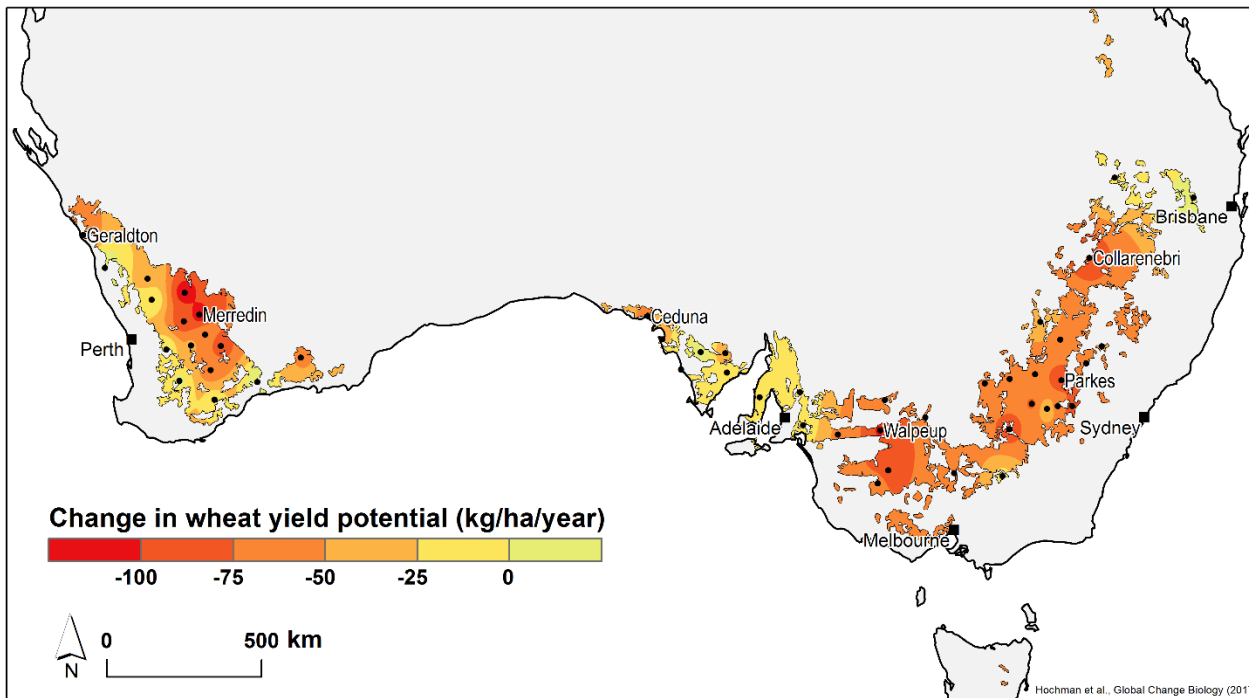 Geraldton
Merredin
Perth
Ceduna
Adelaide
Walpeup
Melbourne
Brisbane
Collarenebri
Parkes
Sydney
Change in wheat yield potential (kg/ha/year)
-100 -75 -50 -25 0
0 500 km
N
Hochman et al., Global Change Biology (201